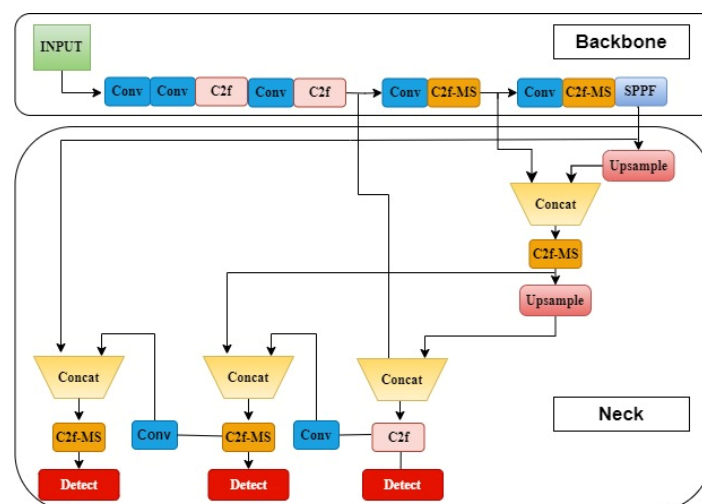 INPUT
Backbone
Conv Conv C2f Conv C2f Conv C2f-MS Conv C2f-MS SPPF
Upsample
Concat
C2f-MS
Upsample
Concat Concat Concat
C2f-MS Conv C2f-MS Conv C2f
Neck
Detect Detect Detect